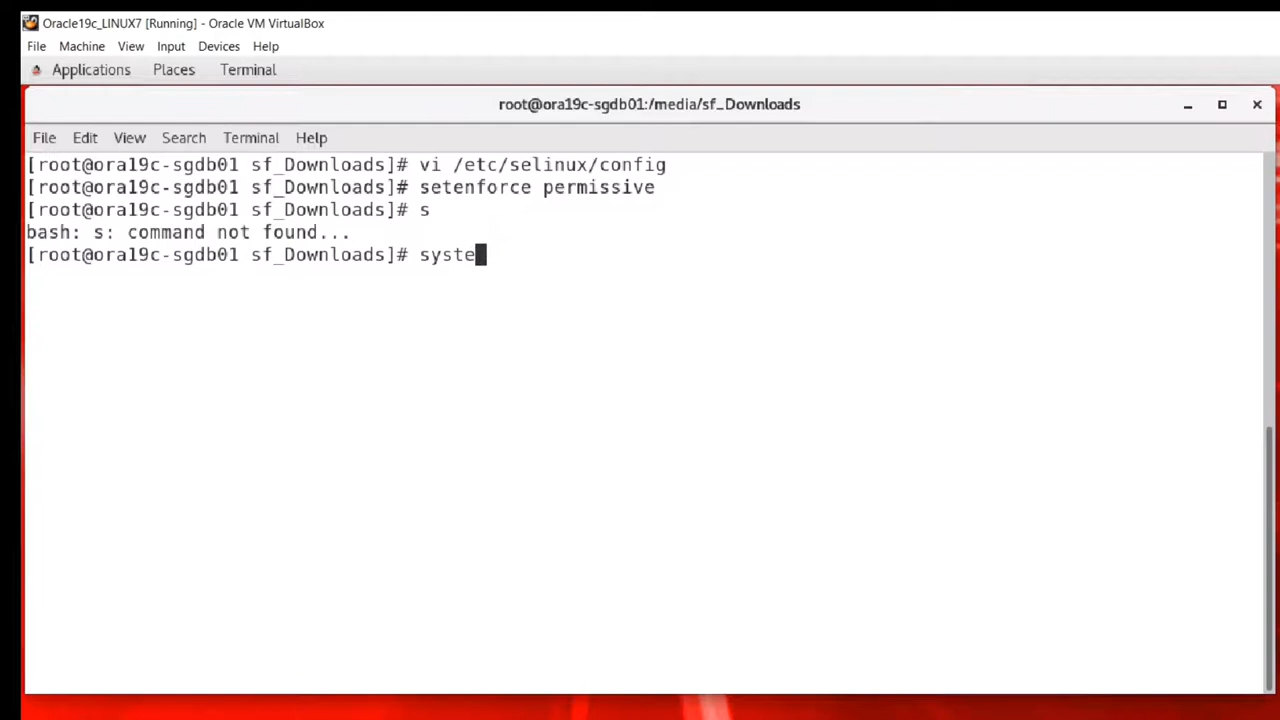 Oracle19c_LINUX7 [Running] - Oracle VM VirtualBox
File Machine View Input Devices Help
Applications Places Terminal
root@ora19c-sgdb01:/media/sf_Downloads
File Edit View Search Terminal Help
[root@ora19c-sgdb01 sf_Downloads]# vi /etc/selinux/config
[root@ora19c-sgdb01 sf_Downloads]# setenforce permissive
[root@ora19c-sgdb01 sf_Downloads]# s
bash: s: command not found...
[root@ora19c-sgdb01 sf_Downloads]# syste